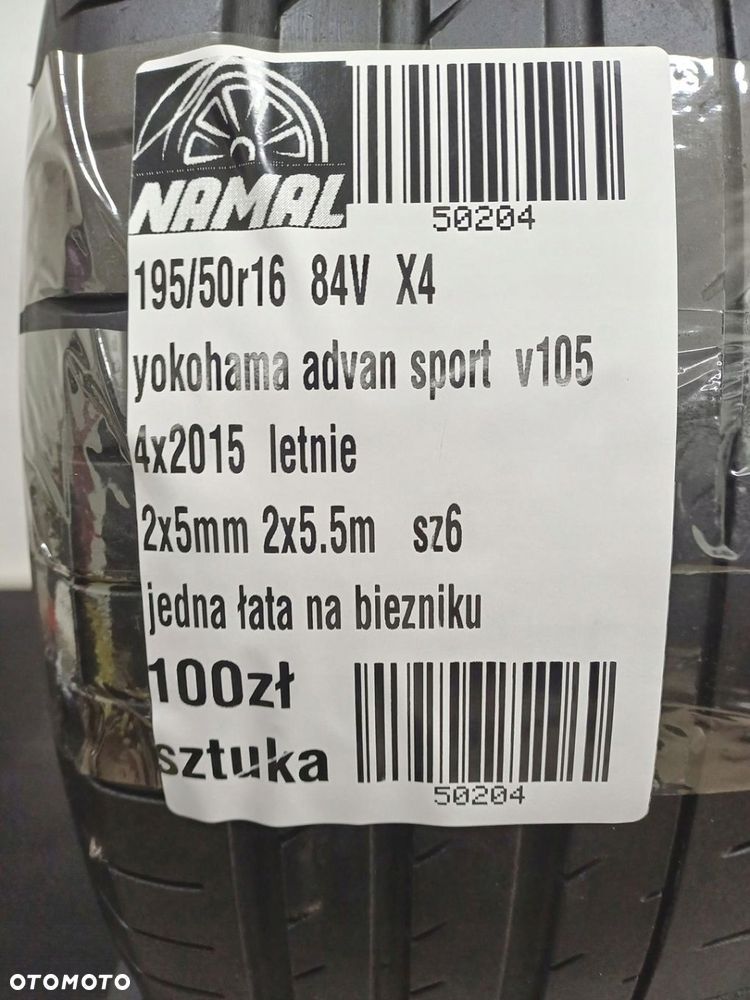 NAMAL
50204
195/50r16 84V X4
yokohama advan sport v105
4x2015 letnie
2x5mm 2x5.5m sz6
jedna łata na biezniku
100zł
sztuka
50204
OTOMOTO